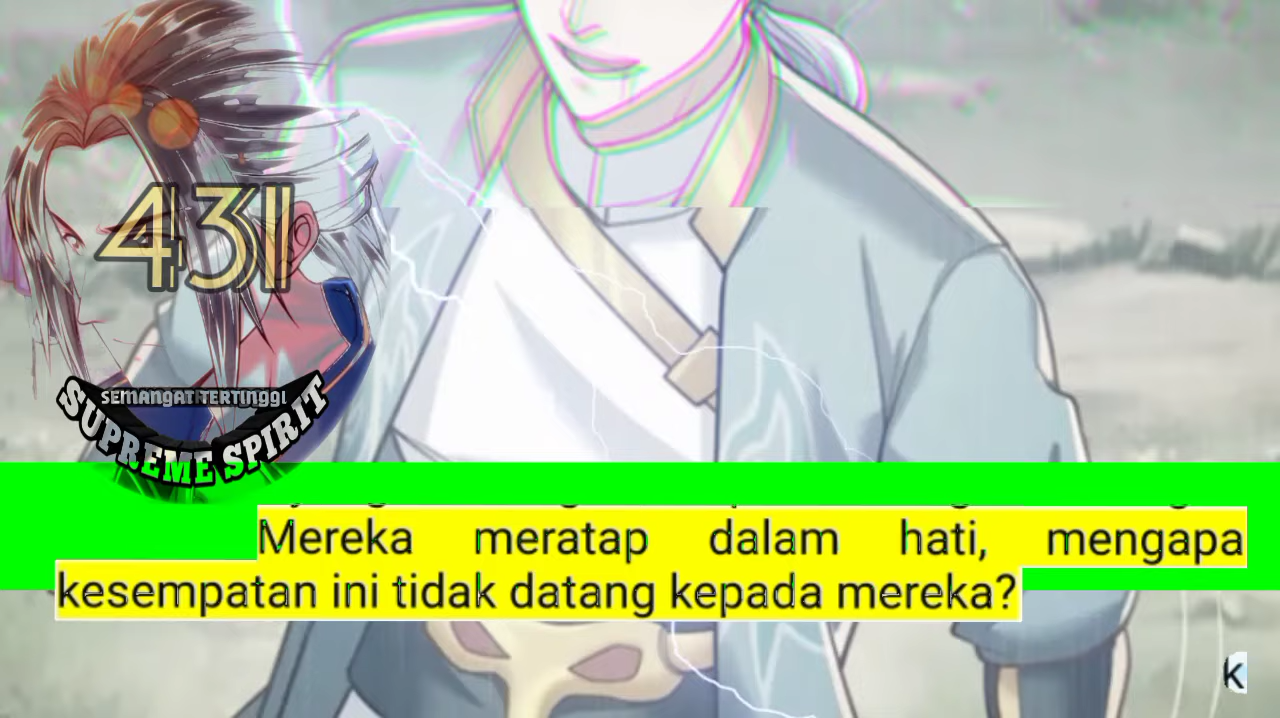 431
SEMANGAT TERTINGGI
SUPREME SPIRIT
Mereka meratap dalam hati, mengapa
kesempatan ini tidak datang kepada mereka?
k